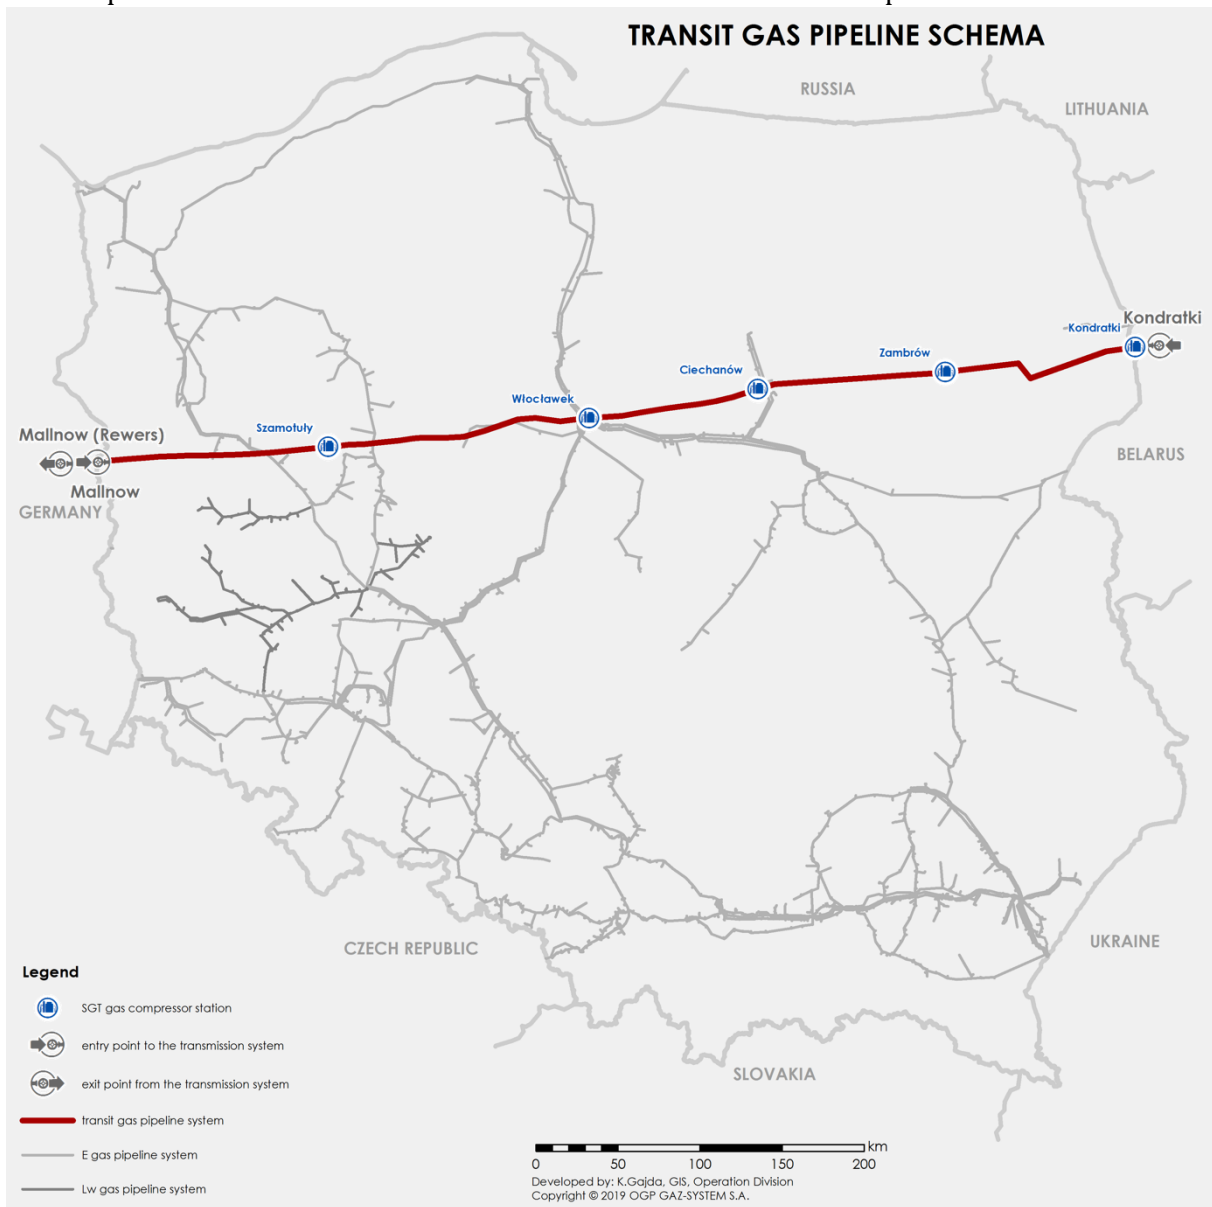 TRANSIT GAS PIPELINE SCHEMA
RUSSIA
LITHUANIA
Kondratki
Kondratki
Zambrów
Ciechanów
Włocławek
Szamotuły
Mallnow (Rewers)
Mallnow
GERMANY
BELARUS
CZECH REPUBLIC
UKRAINE
SLOVAKIA
Legend
SGT gas compressor station
entry point to the transmission system
exit point from the transmission system
transit gas pipeline system
E gas pipeline system
Lw gas pipeline system
km
0 50 100 150 200
Developed by: K.Gajda, GIS, Operation Division
Copyright © 2019 OGP GAZ-SYSTEM S.A.